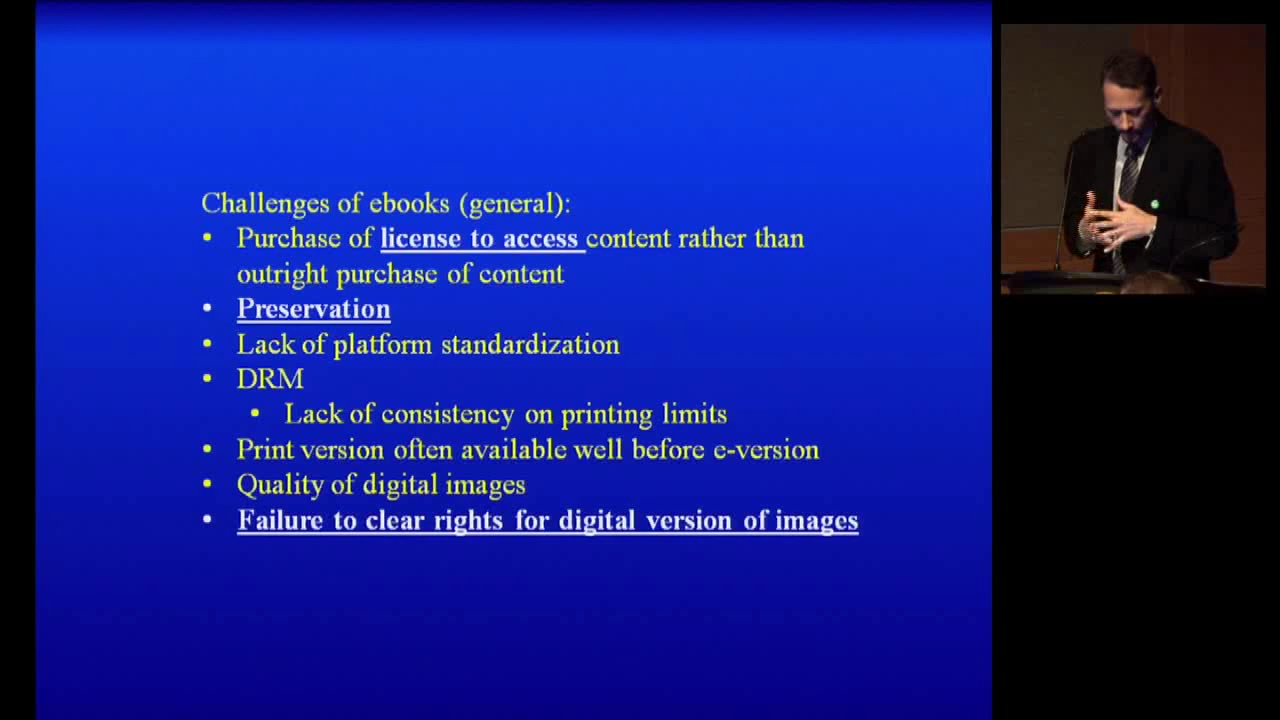 Challenges of ebooks (general):
• Purchase of license to access content rather than
outright purchase of content
• Preservation
• Lack of platform standardization
• DRM
• Lack of consistency on printing limits
• Print version often available well before e-version
• Quality of digital images
• Failure to clear rights for digital version of images